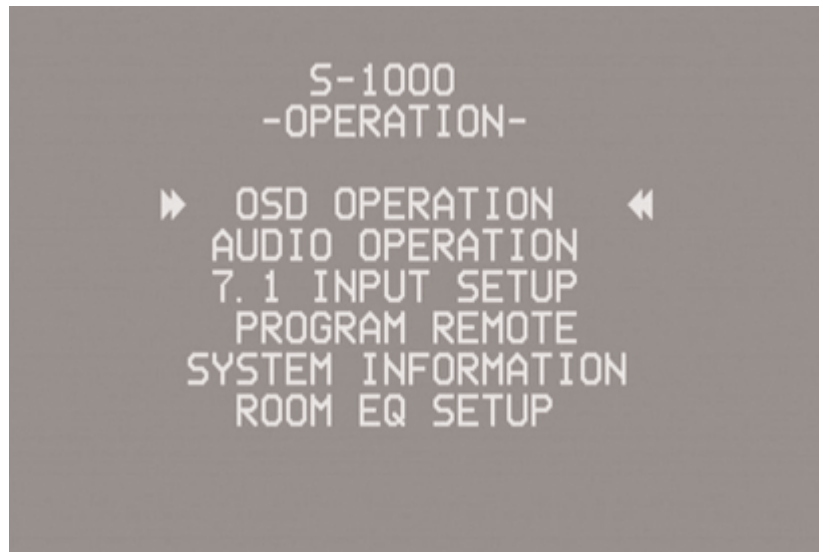 S-1000
-OPERATION-
OSD OPERATION
AUDIO OPERATION
7.1 INPUT SETUP
PROGRAM REMOTE
SYSTEM INFORMATION
ROOM EQ SETUP